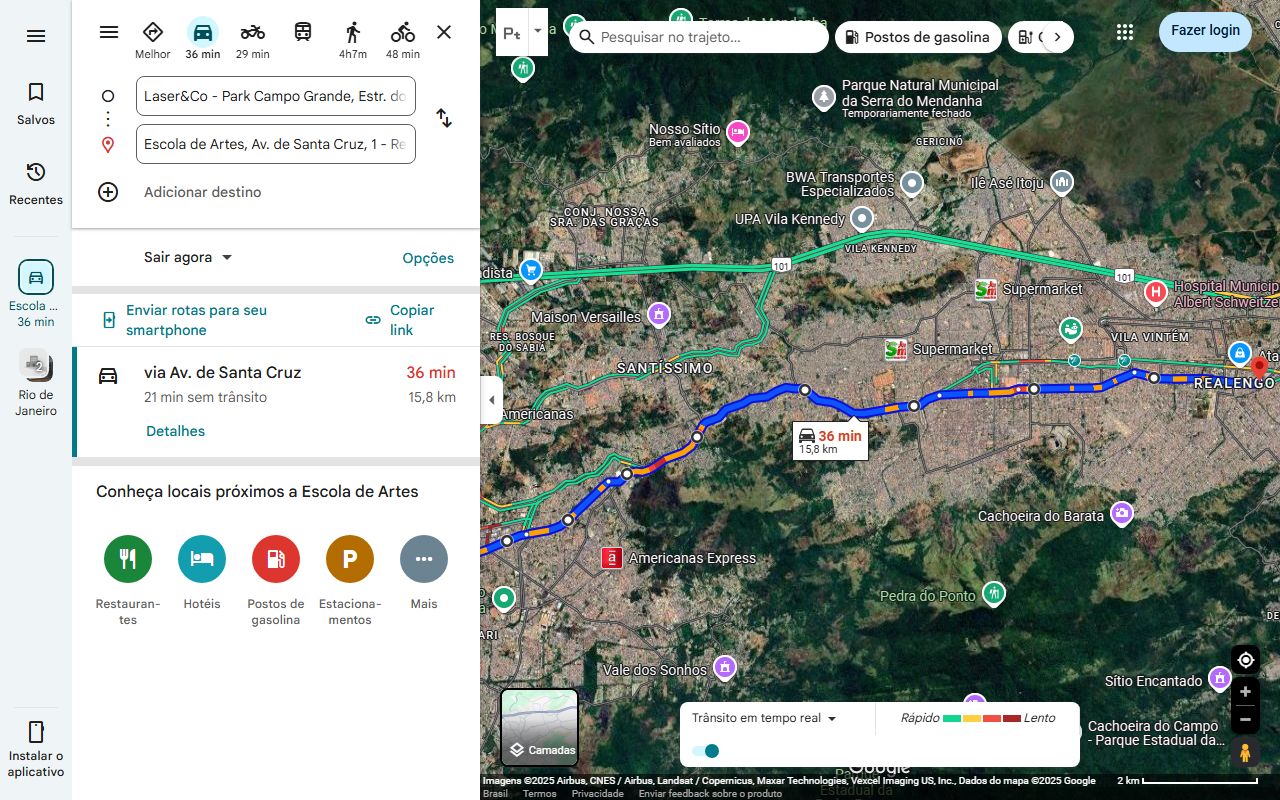 Salvos
Recentes
Escola ...
36 min
2
Rio de
Janeiro
Instalar o
aplicativo
Melhor
36 min
29 min
4h7m
48 min
Laser&Co - Park Campo Grande, Estr. do
Escola de Artes, Av. de Santa Cruz, 1 - Re
Adicionar destino
Sair agora
Opções
Enviar rotas para seu
smartphone
Copiar
link
via Av. de Santa Cruz
36 min
21 min sem trânsito
15,8 km
Detalhes
Conheça locais próximos a Escola de Artes
Restauran-
tes
Hotéis
Postos de
gasolina
P
Estaciona-
mentos
Mais
Pesquisar no trajeto...
Postos de gasolina
Fazer login
Parque Natural Municipal
da Serra do Mendanha
Temporariamente fechado
Nosso Sítio
Bem avaliados
GERICINÓ
BWA Transportes
Especializados
Ilê Asé Itoju
CONJ. NOSSA
SRA. DAS GRAÇAS
UPA Vila Kennedy
VILA KENNEDY
101
101
Supermarket
Hospital Municip
Albert Schweitze
Maison Versailles
RES. BOSQUE
DO SABIÁ
VILA VINTÉM
Supermarket
Ata
SANTÍSSIMO
REALENGO
Americanas
36 min
15,8 km
Cachoeira do Barata
Americanas Express
Pedra do Ponto
Vale dos Sonhos
Sítio Encantado
Cachoeira do Campo
- Parque Estadual da...
Camadas
Trânsito em tempo real
Rápido
Lento
Google
Imagens ©2025 Airbus, CNES / Airbus, Landsat / Copernicus, Maxar Technologies, Vexcel Imaging US, Inc., Dados do mapa ©2025 Google
2 km
Brasil
Termos
Privacidade
Enviar feedback sobre o produto